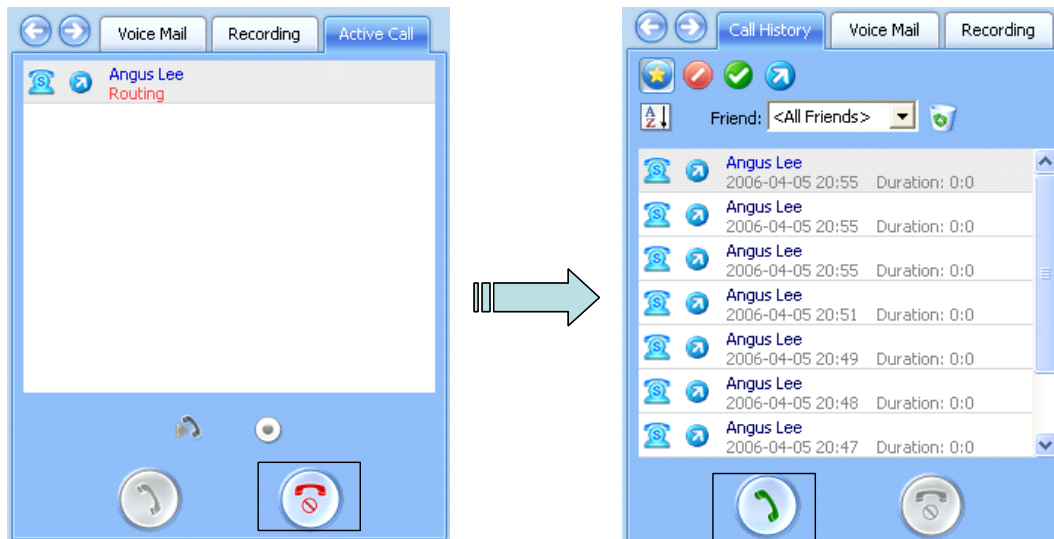 Voice Mail Recording Active Call
Angus Lee
Routing
Call History Voice Mail Recording
Friend: <All Friends>
Angus Lee
2006-04-05 20:55 Duration: 0:0
Angus Lee
2006-04-05 20:55 Duration: 0:0
Angus Lee
2006-04-05 20:55 Duration: 0:0
Angus Lee
2006-04-05 20:51 Duration: 0:0
Angus Lee
2006-04-05 20:49 Duration: 0:0
Angus Lee
2006-04-05 20:48 Duration: 0:0
Angus Lee
2006-04-05 20:47 Duration: 0:0